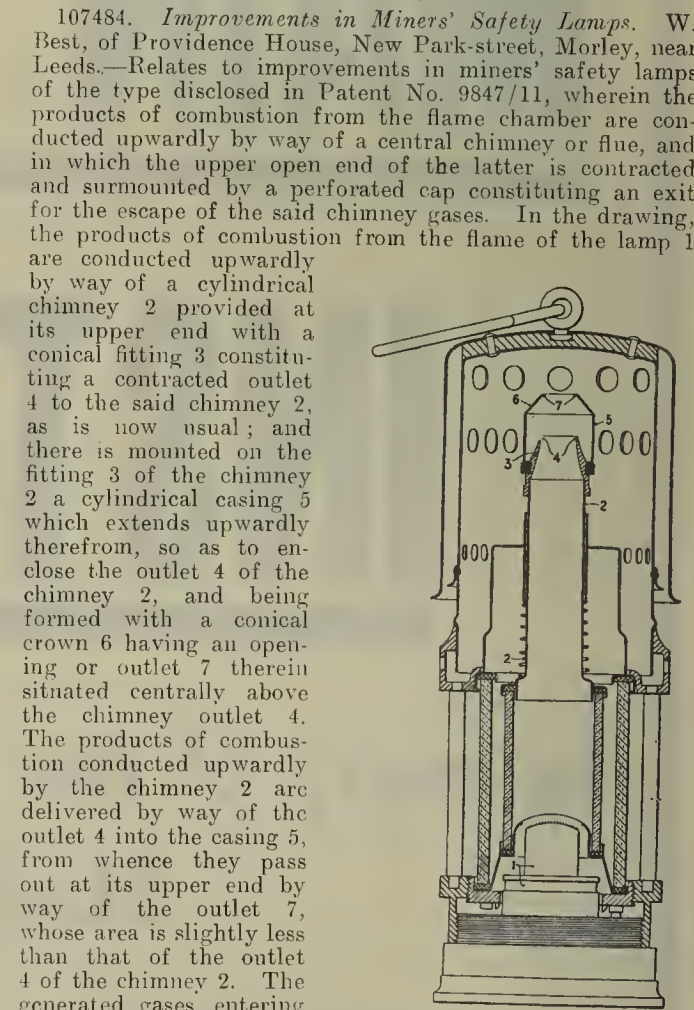 107484. Improvements in Miners' Safety Lamps. W.
Best, of Providence House, New Park-street, Morley, near
Leeds.—Relates to improvements in miners' safety lamps
of the type disclosed in Patent No. 9847/11, wherein the
products of combustion from the flame chamber are con-
ducted upwardly by way of a central chimney or flue, and
in which the upper open end of the latter is contracted
and surmounted by a perforated cap constituting an exit
for the escape of the said chimney gases. In the drawing,
the products of combustion from the flame of the lamp 1
are conducted upwardly
by way of a cylindrical
chimney 2 provided at
its upper end with a
conical fitting 3 constitu-
ting a contracted outlet
4 to the said chimney 2,
as is now usual; and
there is mounted on the
fitting 3 of the chimney
2 a cylindrical casing 5
which extends upwardly
therefrom, so as to en-
close the outlet 4 of the
chimney 2, and being
formed with a conical
crown 6 having an open-
ing or outlet 7 therein
situated centrally above
the chimney outlet 4.
The products of combus-
tion conducted upwardly
by the chimney 2 are
delivered by way of the
outlet 4 into the casing 5,
from whence they pass
out at its upper end by
way of the outlet 7,
whose area is slightly less
than that of the outlet
4 of the chimney 2. The
generated gases entering
6 7
5
3 4
2
2
1